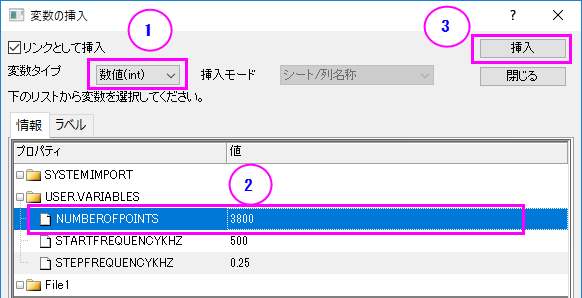 変数の挿入
? ×
1
3
リンクとして挿入
挿入
変数タイプ 数値(int) 挿入モード シート/列名称 閉じる
下のリストから変数を選択してください。
情報 ラベル
プロパティ 値
SYSTEM.IMPORT
2
USER.VARIABLES
NUMBEROFPOINTS 3800
STARTFREQUENCYKHZ 500
STEPFREQUENCYKHZ 0.25
File1